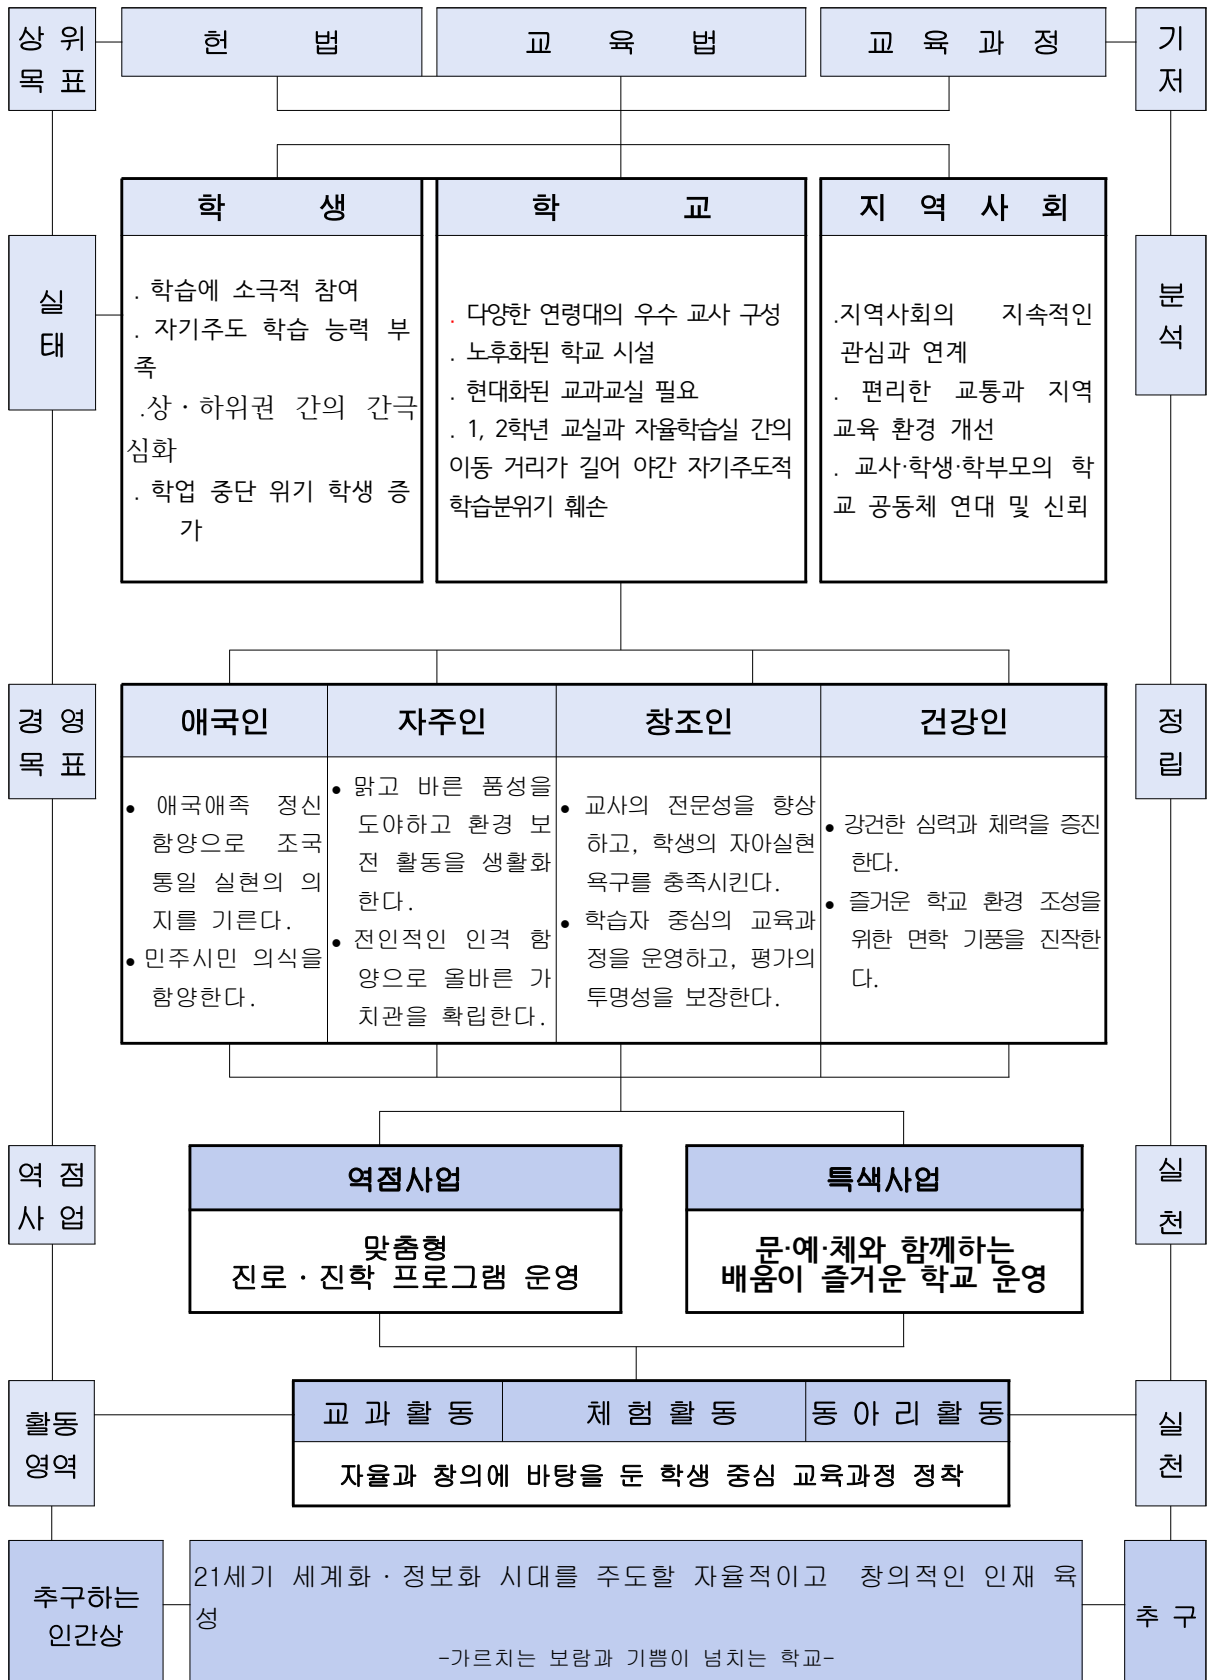 상 위
목 표
헌 법
교 육 법
교 육 과 정
기
저
학 생
학 교
지 역 사 회
실
태
. 학습에 소극적 참여
. 자기주도 학습 능력 부
족
.상 · 하위권 간의 간극
심화
. 학업 중단 위기 학생 증
가
. 다양한 연령대의 우수 교사 구성
. 노후화된 학교 시설
. 현대화된 교과교실 필요
. 1, 2학년 교실과 자율학습실 간의
이동 거리가 길어 야간 자기주도적
학습분위기 훼손
.지역사회의 지속적인
관심과 연계
. 편리한 교통과 지역
교육 환경 개선
. 교사·학생·학부모의 학
교 공동체 연대 및 신뢰
분
석
경 영
목 표
애국인
자주인
창조인
건강인
• 애국애족 정신
함양으로 조국
통일 실현의 의
지를 기른다.
• 민주시민 의식을
함양한다.
• 맑고 바른 품성을
도야하고 환경 보
전 활동을 생활화
한다.
• 전인적인 인격 함
양으로 올바른 가
치관을 확립한다.
• 교사의 전문성을 향상
하고, 학생의 자아실현
욕구를 충족시킨다.
• 학습자 중심의 교육과
정을 운영하고, 평가의
투명성을 보장한다.
• 강건한 심력과 체력을 증진
한다.
• 즐거운 학교 환경 조성을
위한 면학 기풍을 진작한
다.
정
립
역 점
사 업
역점사업
맞춤형
진로 · 진학 프로그램 운영
특색사업
문·예·체와 함께하는
배움이 즐거운 학교 운영
실
천
활동
영역
교 과 활 동
체 험 활 동
동 아 리 활 동
자율과 창의에 바탕을 둔 학생 중심 교육과정 정착
실
천
추구하는
인간상
21세기 세계화 · 정보화 시대를 주도할 자율적이고 창의적인 인재 육
성
-가르치는 보람과 기쁨이 넘치는 학교-
추 구